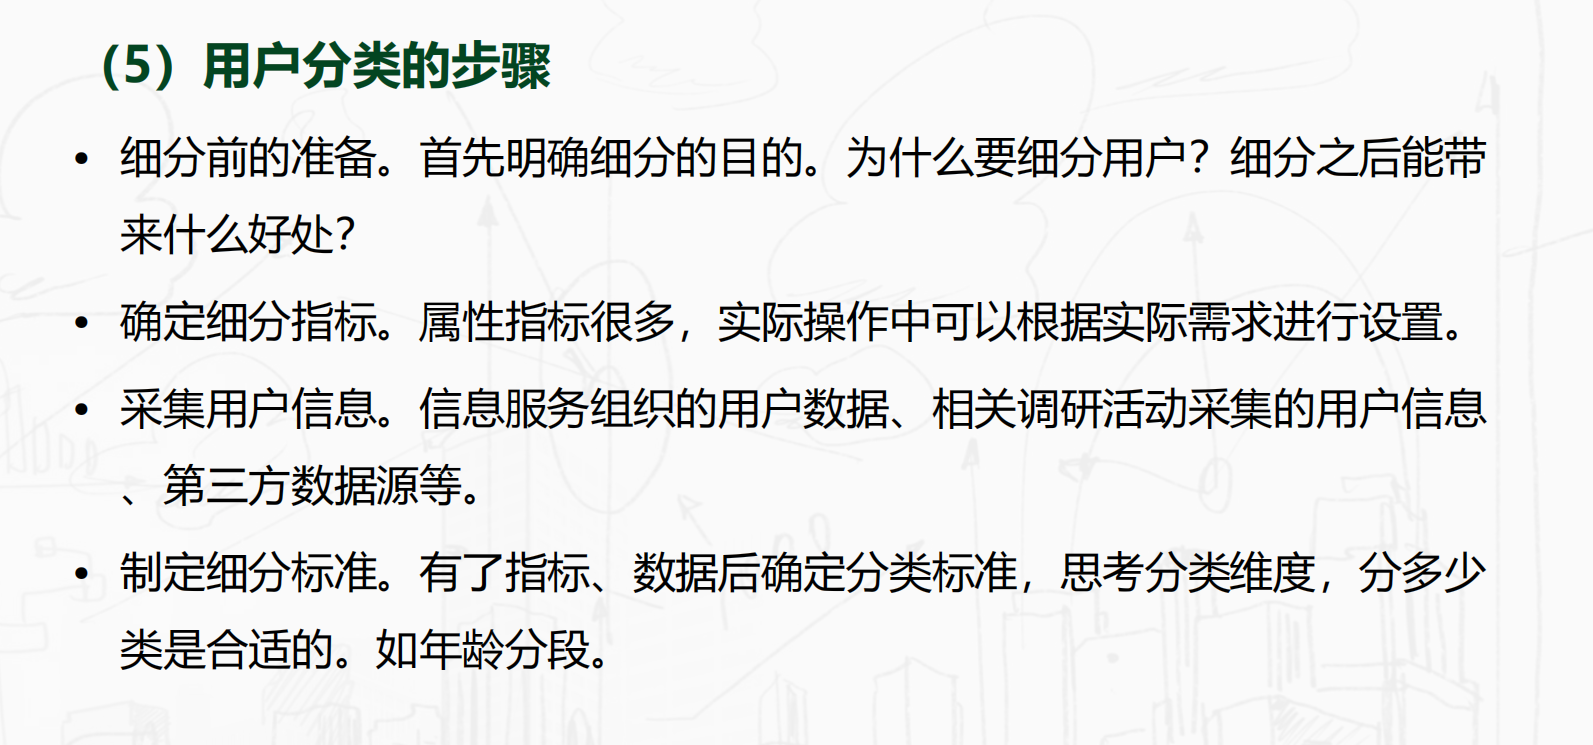 （5）用户分类的步骤
• 细分前的准备。首先明确细分的目的。为什么要细分用户？细分之后能带
来什么好处？
• 确定细分指标。属性指标很多，实际操作中可以根据实际需求进行设置。
• 采集用户信息。信息服务组织的用户数据、相关调研活动采集的用户信息
、第三方数据源等。
• 制定细分标准。有了指标、数据后确定分类标准，思考分类维度，分多少
类是合适的。如年龄分段。